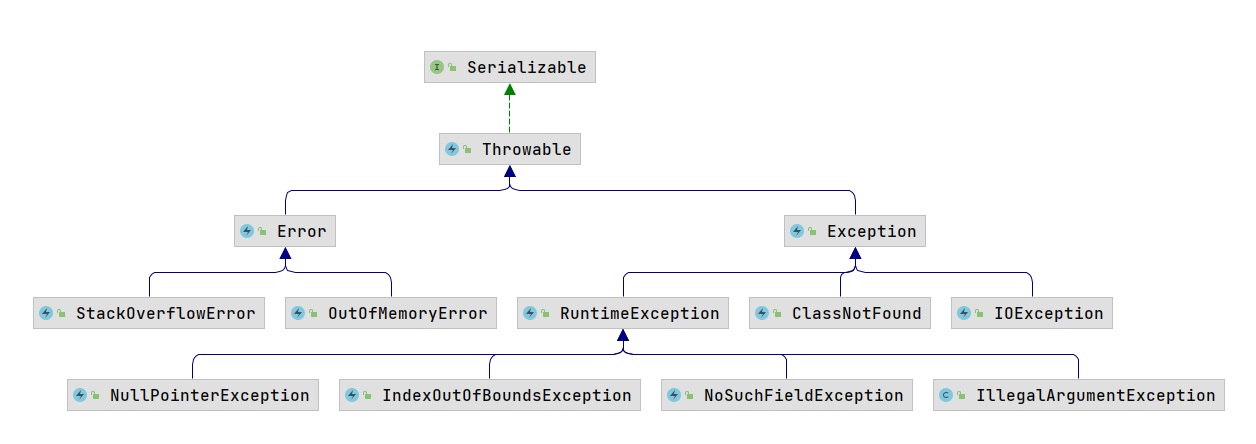 I Serializable
Throwable
Error
Exception
StackOverflowError
OutOfMemoryError
RuntimeException
ClassNotFound
IOException
NullPointerException
IndexOutOfBoundsException
NoSuchFieldException
C IllegalArgumentException